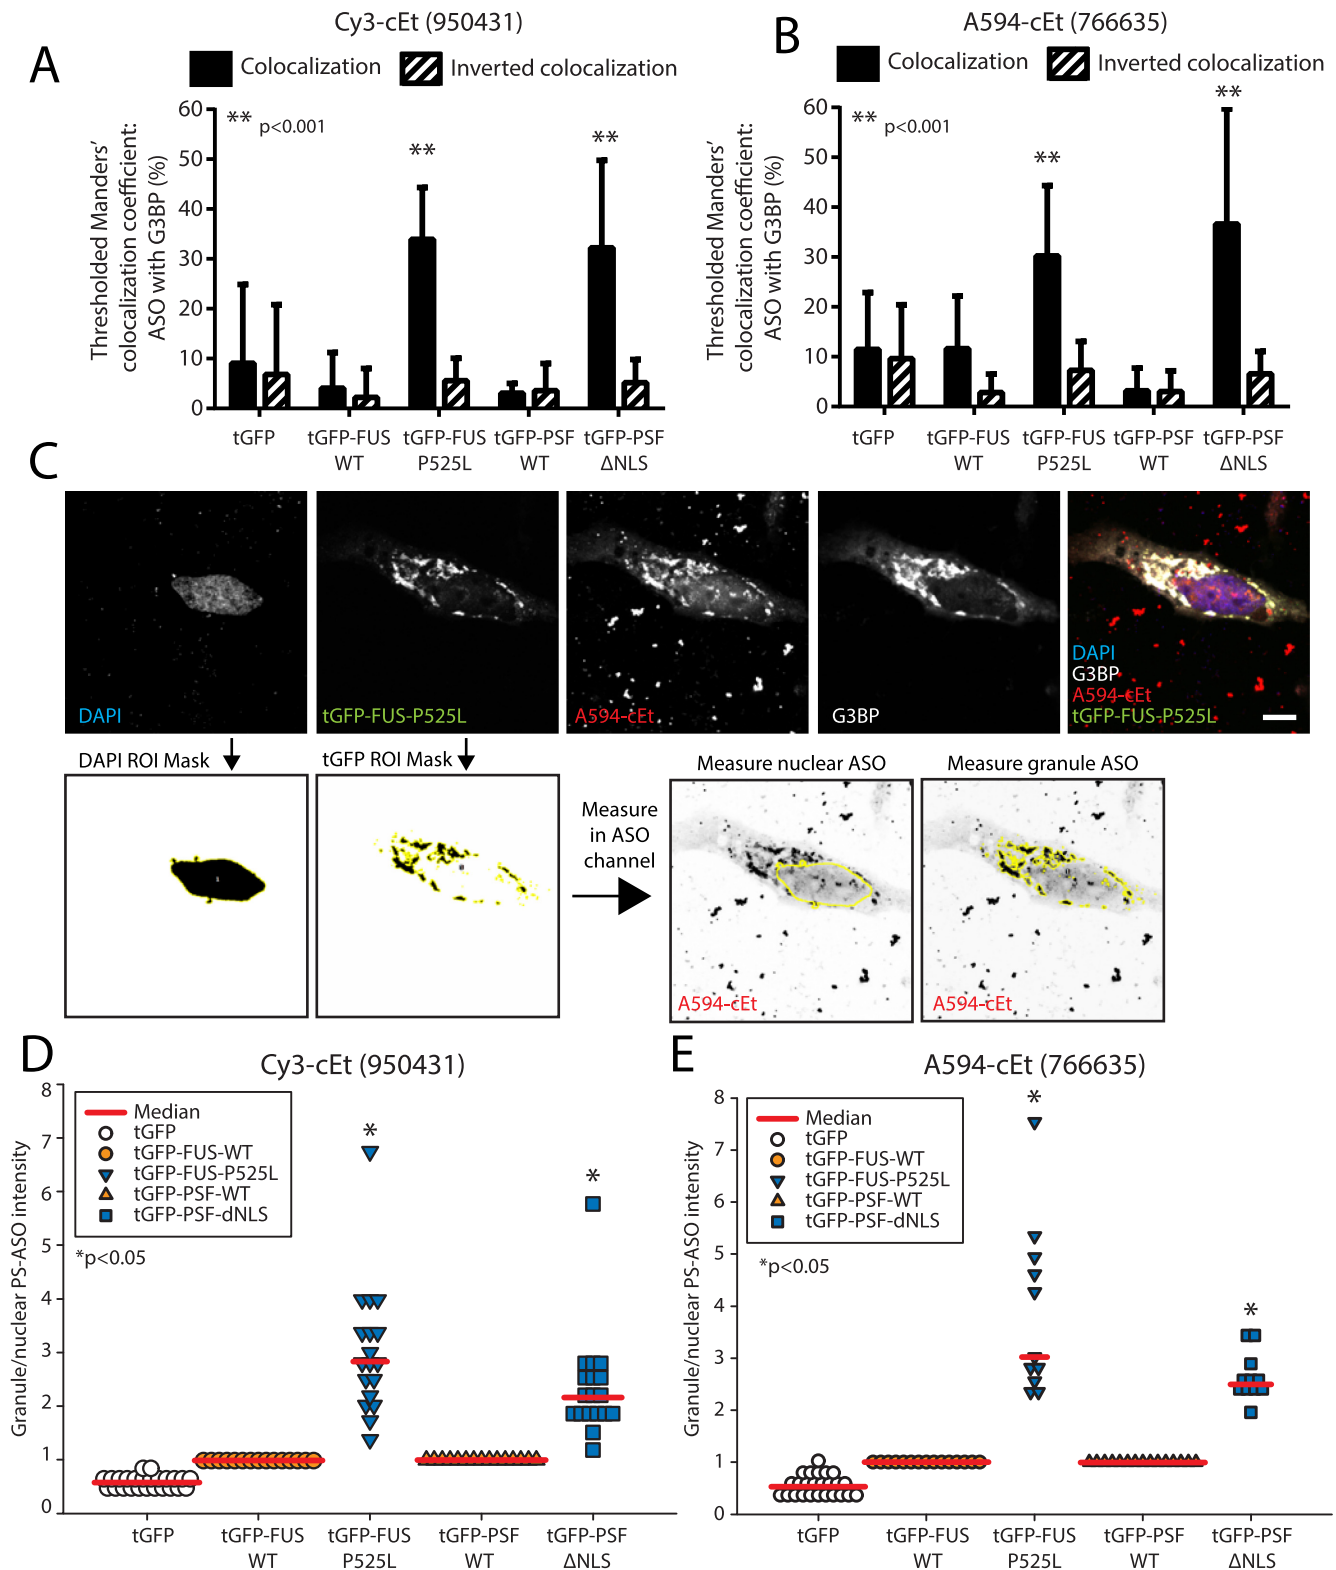 Cy3-cEt (950431)
A
Colocalization
Inverted colocalization
Thresholded Manders'
colocalization coefficient:
ASO with G3BP (%)
60
50
40
30
20
10
0
** p<0.001
**
**
tGFP
tGFP-FUS
WT
tGFP-FUS
P525L
tGFP-PSF
WT
tGFP-PSF
ΔNLS
A594-cEt (766635)
B
Colocalization
Inverted colocalization
Thresholded Manders'
colocalization coefficient:
ASO with G3BP (%)
60
50
40
30
20
10
0
** p<0.001
**
**
tGFP
tGFP-FUS
WT
tGFP-FUS
P525L
tGFP-PSF
WT
tGFP-PSF
ΔNLS
C
DAPI
tGFP-FUS-P525L
A594-cEt
G3BP
DAPI
G3BP
A594-cEt
tGFP-FUS-P525L
DAPI ROI Mask
tGFP ROI Mask
Measure
in ASO
channel
Measure nuclear ASO
A594-cEt
Measure granule ASO
A594-cEt
D
Cy3-cEt (950431)
Granule/nuclear PS-ASO intensity
8
7
6
5
4
3
2
1
0
Median
tGFP
tGFP-FUS-WT
tGFP-FUS-P525L
tGFP-PSF-WT
tGFP-PSF-dNLS
*p<0.05
*
*
tGFP
tGFP-FUS
WT
tGFP-FUS
P525L
tGFP-PSF
WT
tGFP-PSF
ΔNLS
E
A594-cEt (766635)
Granule/nuclear PS-ASO intensity
8
7
6
5
4
3
2
1
0
Median
tGFP
tGFP-FUS-WT
tGFP-FUS-P525L
tGFP-PSF-WT
tGFP-PSF-dNLS
*p<0.05
*
*
tGFP
tGFP-FUS
WT
tGFP-FUS
P525L
tGFP-PSF
WT
tGFP-PSF
ΔNLS